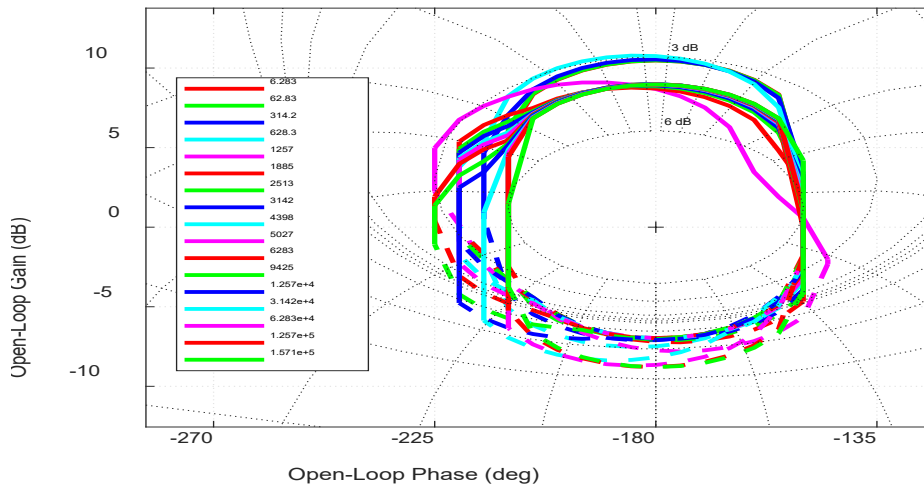 10
5
0
-5
-10
Open-Loop Gain (dB)
3 dB
6 dB
6.283
62.83
314.2
628.3
1257
1885
2513
3142
4398
5027
6283
9425
1.257e+4
3.142e+4
6.283e+4
1.257e+5
1.571e+5
-270
-225
-180
-135
Open-Loop Phase (deg)